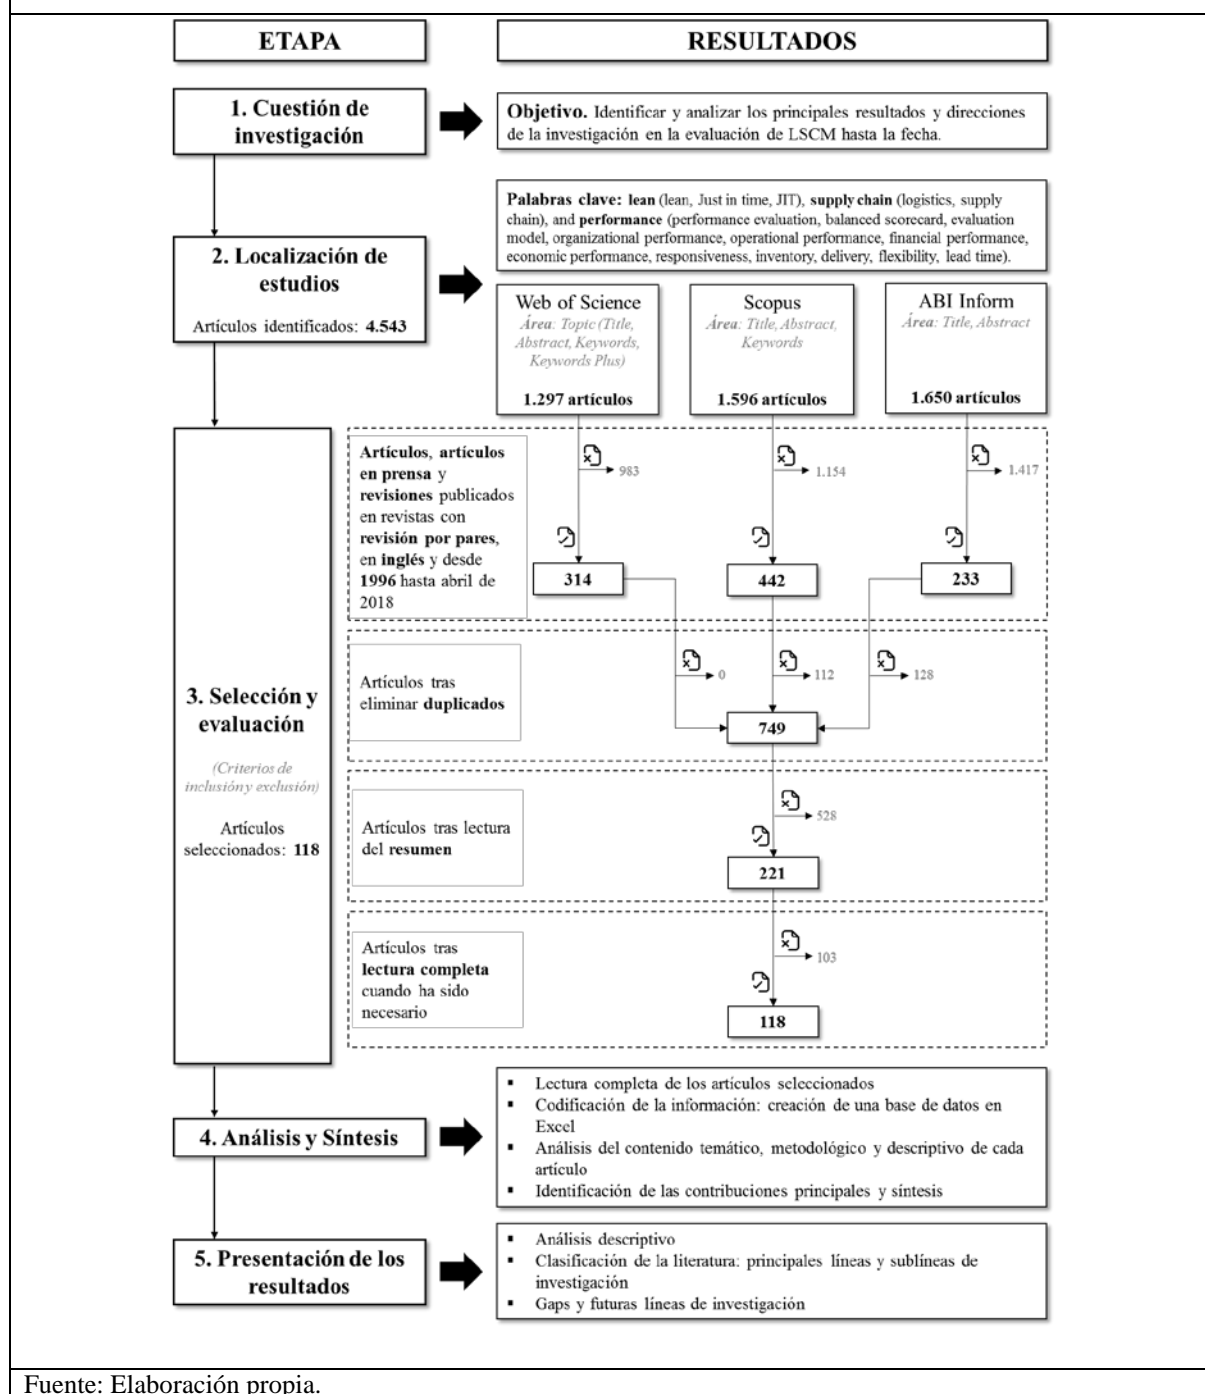 ETAPA
RESULTADOS
1. Cuestión de
investigación
Objetivo. Identificar y analizar los principales resultados y direcciones
de la investigación en la evaluación de LSCM hasta la fecha.
2. Localización de
estudios
Artículos identificados: 4.543
Palabras clave: lean (lean, Just in time, JIT), supply chain (logistics, supply
chain), and performance (performance evaluation, balanced scorecard, evaluation
model, organizational performance, operational performance, financial performance,
economic performance, responsiveness, inventory, delivery, flexibility, lead time).
Web of Science
Área: Topic (Title,
Abstract, Keywords,
Keywords Plus)
1.297 artículos
Scopus
Área: Title, Abstract,
Keywords
1.596 artículos
ABI Inform
Área: Title, Abstract
1.650 artículos
3. Selección y
evaluación
(Criterios de
inclusión y exclusión)
Artículos
seleccionados: 118
Artículos, artículos
en prensa y
revisiones publicados
en revistas con
revisión por pares,
en inglés y desde
1996 hasta abril de
2018
983
1.154
1.417
314
442
233
Artículos tras
eliminar duplicados
0
112
128
749
Artículos tras lectura
del resumen
528
221
Artículos tras
lectura completa
cuando ha sido
necesario
103
118
4. Análisis y Síntesis
▪ Lectura completa de los artículos seleccionados
▪ Codificación de la información: creación de una base de datos en
Excel
▪ Análisis del contenido temático, metodológico y descriptivo de cada
artículo
▪ Identificación de las contribuciones principales y síntesis
5. Presentación de los
resultados
▪ Análisis descriptivo
▪ Clasificación de la literatura: principales líneas y sublíneas de
investigación
▪ Gaps y futuras líneas de investigación
Fuente: Elaboración propia.